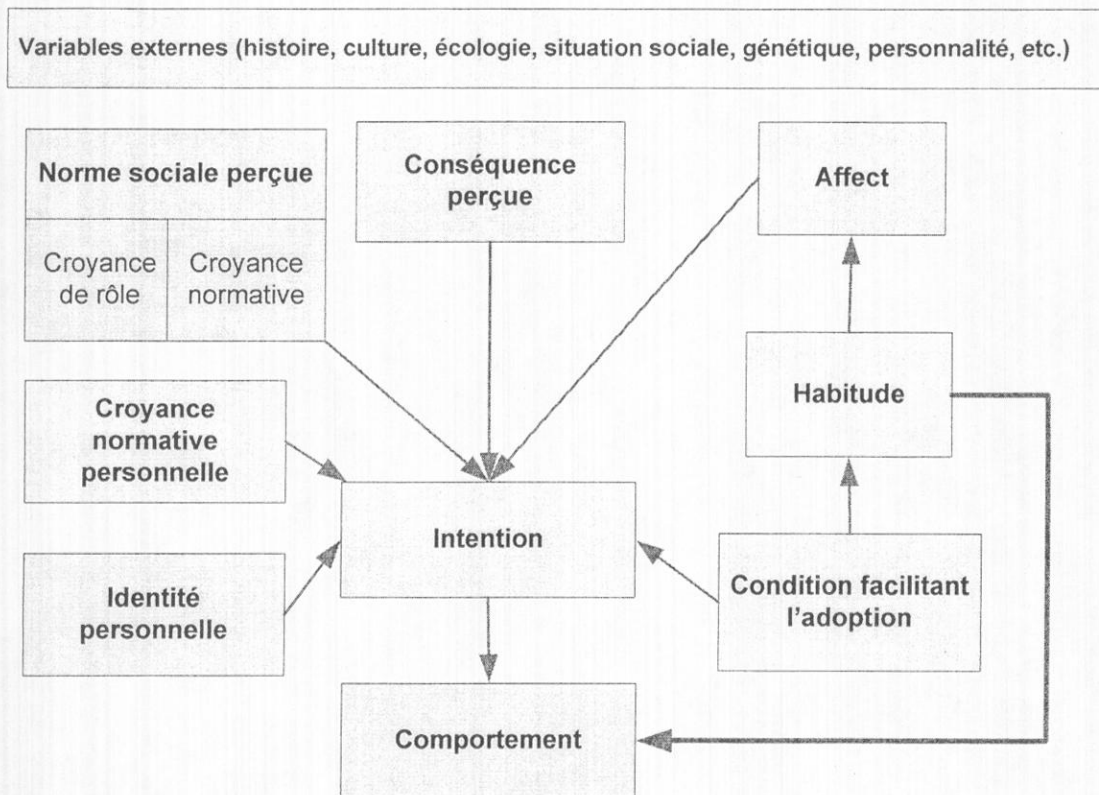 Variables externes (histoire, culture, écologie, situation sociale, génétique, personnalité, etc.)
Norme sociale perçue
Croyance
de rôle
Croyance
normative
Conséquence
perçue
Affect
Croyance
normative
personnelle
Habitude
Intention
Identité
personnelle
Condition facilitant
l'adoption
Comportement